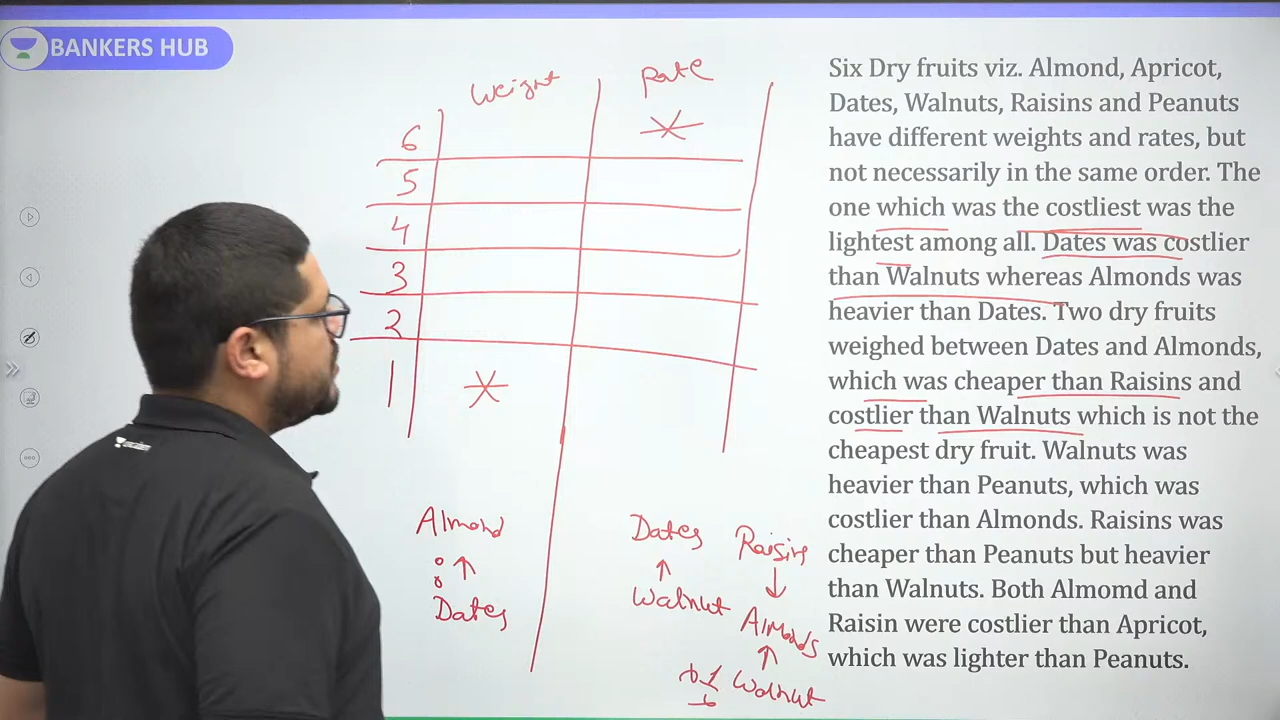 BANKERS HUB
Weight
Rate
6
5
4
3
2
1
Almond
Dates
Dates
Walnut
Raisins
Almonds
Walnut
unacademy
Six Dry fruits viz. Almond, Apricot,
Dates, Walnuts, Raisins and Peanuts
have different weights and rates, but
not necessarily in the same order. The
one which was the costliest was the
lightest among all. Dates was costlier
than Walnuts whereas Almonds was
heavier than Dates. Two dry fruits
weighed between Dates and Almonds,
which was cheaper than Raisins and
costlier than Walnuts which is not the
cheapest dry fruit. Walnuts was
heavier than Peanuts, which was
costlier than Almonds. Raisins was
cheaper than Peanuts but heavier
than Walnuts. Both Almomd and
Raisin were costlier than Apricot,
which was lighter than Peanuts.